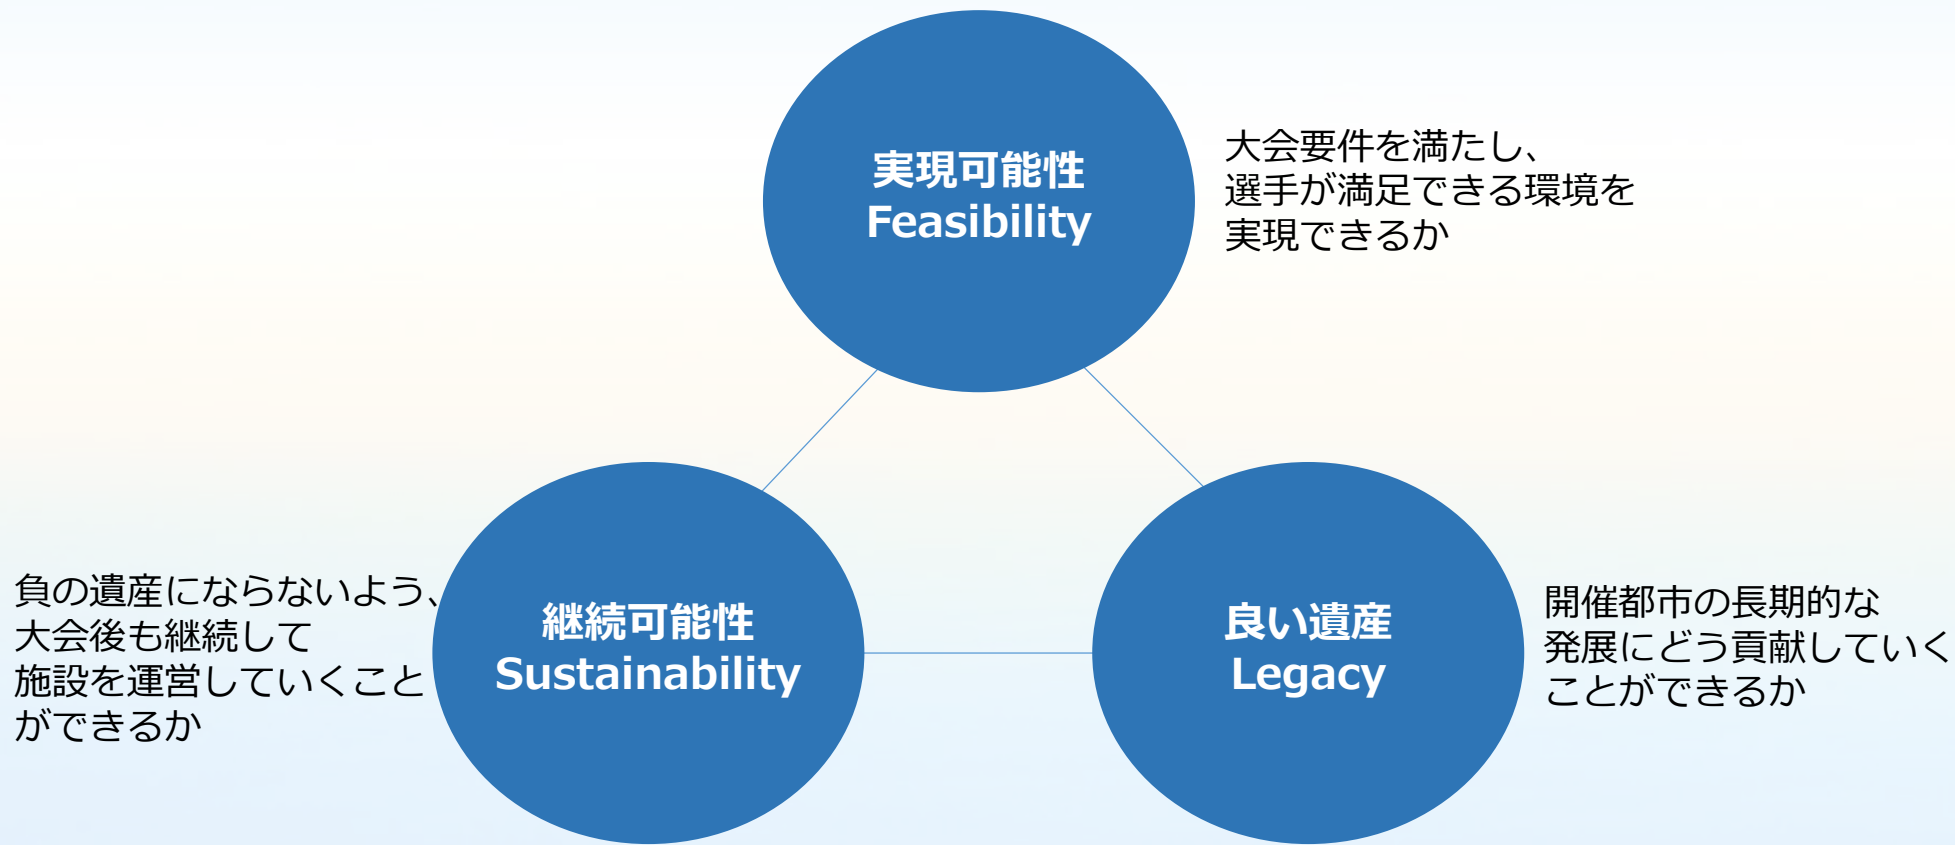 実現可能性
Feasibility
大会要件を満たし、
選手が満足できる環境を
実現できるか
負の遺産にならないよう、
大会後も継続して
施設を運営していくこと
ができるか
継続可能性
Sustainability
良い遺産
Legacy
開催都市の長期的な
発展にどう貢献していく
ことができるか